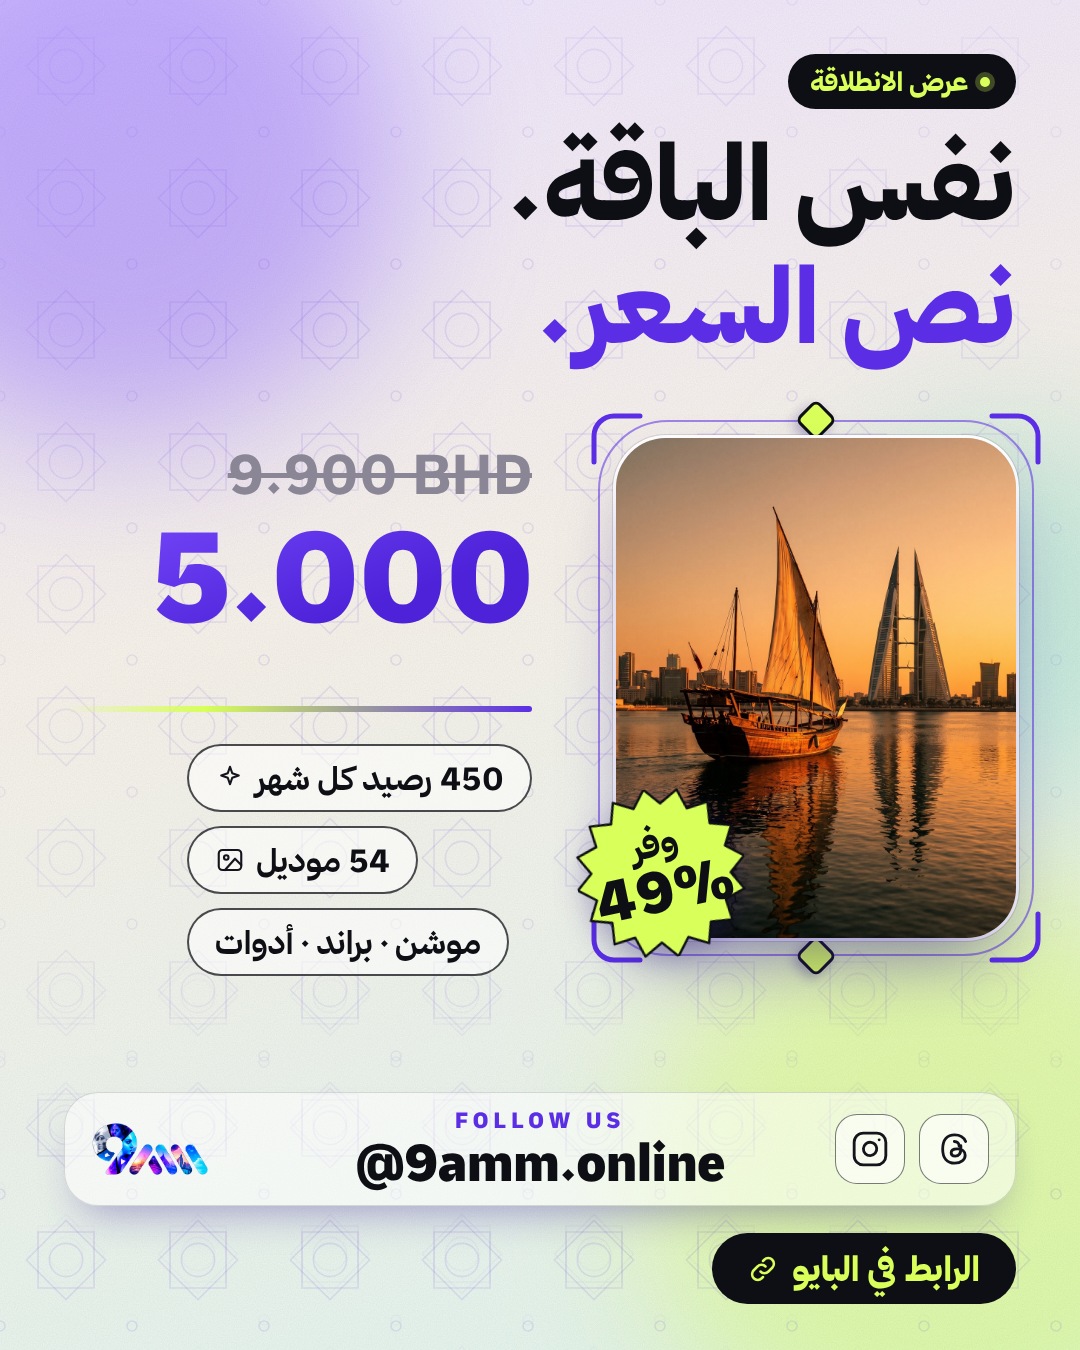 عرض الانطلاقة
نفس الباقة.
نص السعر.
9.900 BHD
5.000
450 رصيد كل شهر
54 موديل
موشن · براند · أدوات
وفر
49%
FOLLOW US
@9amm.online
9amm
الرابط في البايو